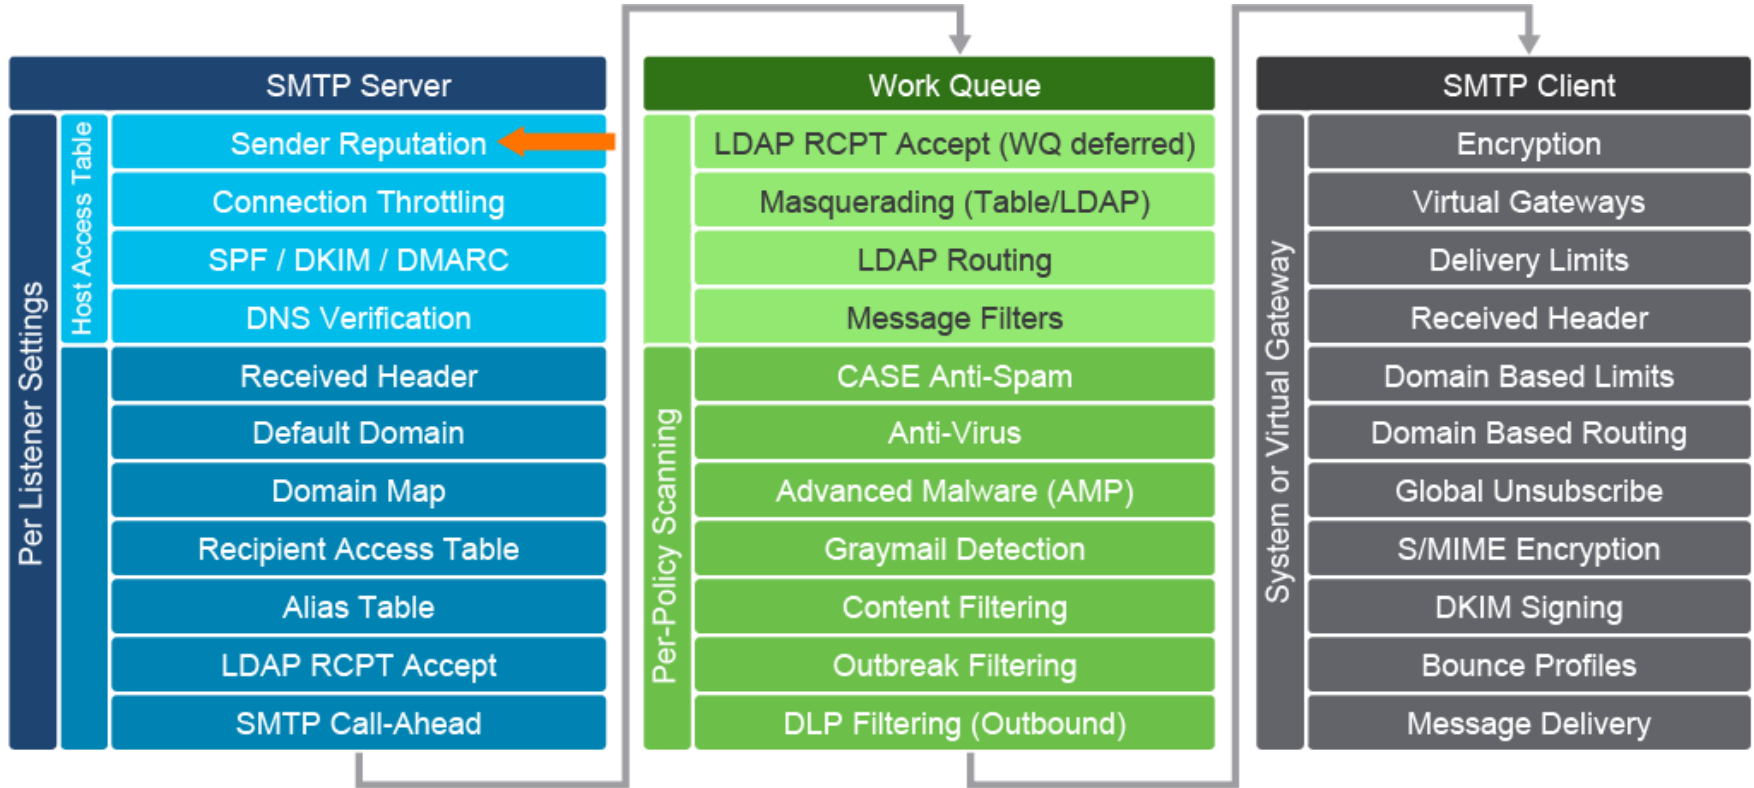 SMTP Server
Per Listener Settings
Host Access Table
Sender Reputation
Connection Throttling
SPF / DKIM / DMARC
DNS Verification
Received Header
Default Domain
Domain Map
Recipient Access Table
Alias Table
LDAP RCPT Accept
SMTP Call-Ahead
Work Queue
LDAP RCPT Accept (WQ deferred)
Masquerading (Table/LDAP)
LDAP Routing
Message Filters
Per-Policy Scanning
CASE Anti-Spam
Anti-Virus
Advanced Malware (AMP)
Graymail Detection
Content Filtering
Outbreak Filtering
DLP Filtering (Outbound)
SMTP Client
System or Virtual Gateway
Encryption
Virtual Gateways
Delivery Limits
Received Header
Domain Based Limits
Domain Based Routing
Global Unsubscribe
S/MIME Encryption
DKIM Signing
Bounce Profiles
Message Delivery